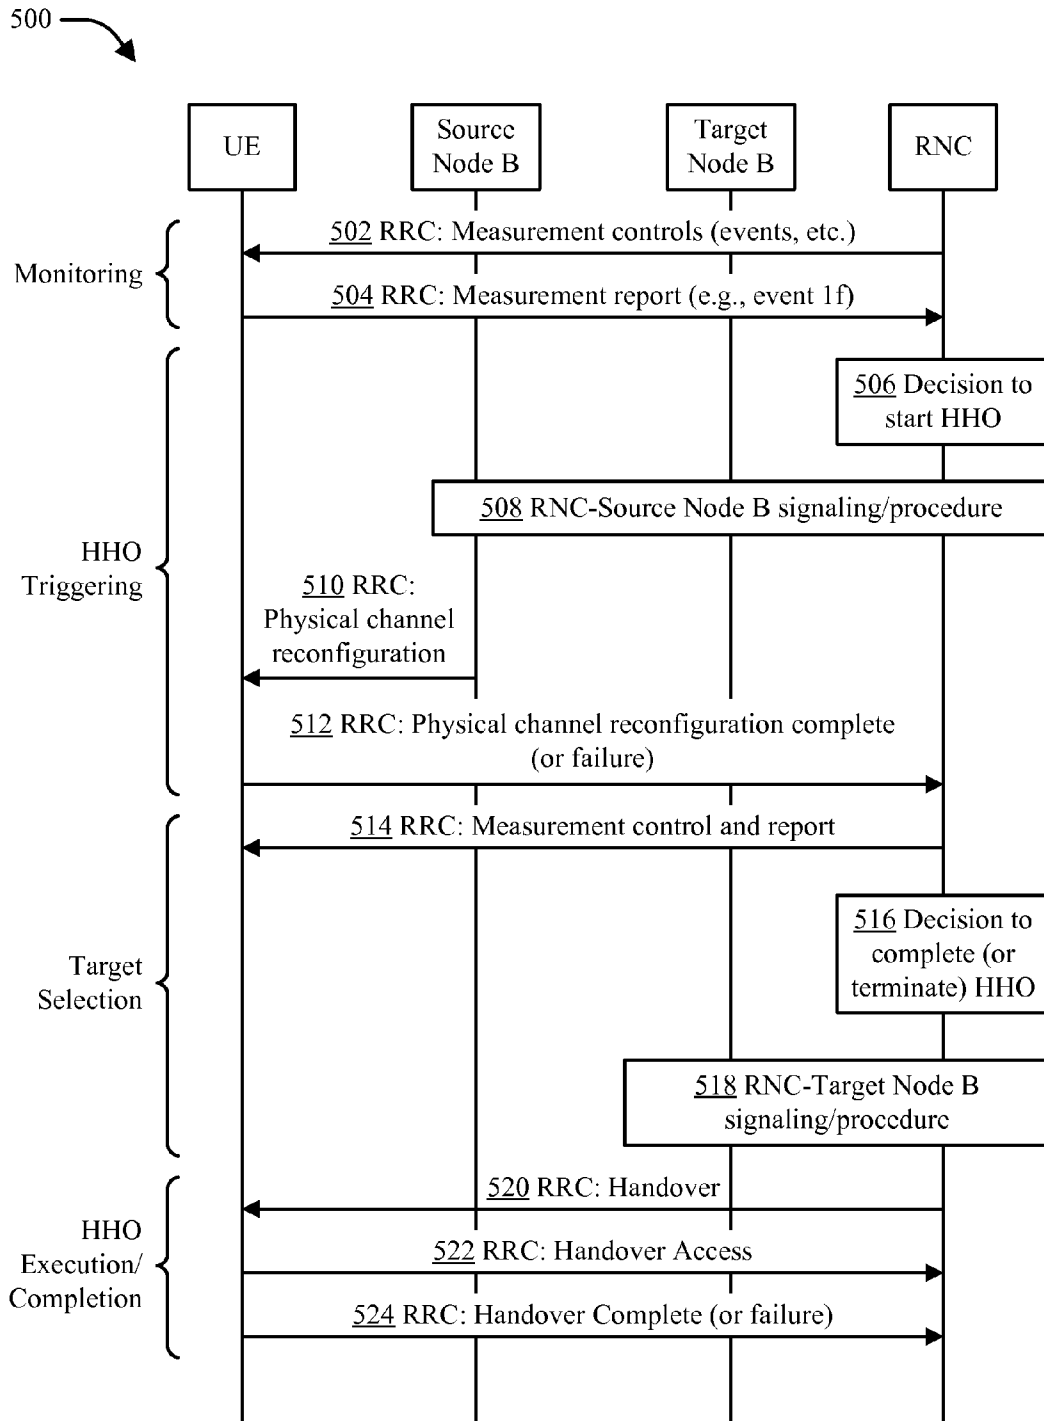 500
UE
Source
Node B
Target
Node B
RNC
Monitoring
502 RRC: Measurement controls (events, etc.)
504 RRC: Measurement report (e.g., event 1f)
HHO
Triggering
506 Decision to
start HHO
508 RNC-Source Node B signaling/procedure
510 RRC:
Physical channel
reconfiguration
512 RRC: Physical channel reconfiguration complete
(or failure)
Target
Selection
514 RRC: Measurement control and report
516 Decision to
complete (or
terminate) HHO
518 RNC-Target Node B
signaling/procedure
HHO
Execution/
Completion
520 RRC: Handover
522 RRC: Handover Access
524 RRC: Handover Complete (or failure)